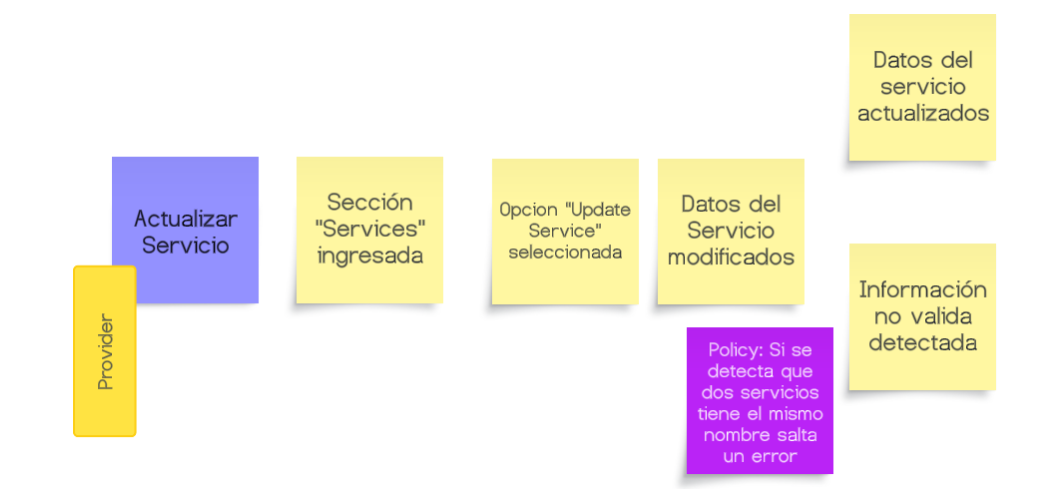 Actualizar
Servicio
Provider
Sección
"Services"
ingresada
Opcion "Update
Service"
seleccionada
Datos del
Servicio
modificados
Policy: Si se
detecta que
dos servicios
tiene el mismo
nombre salta
un error
Datos del
servicio
actualizados
Información
no valida
detectada